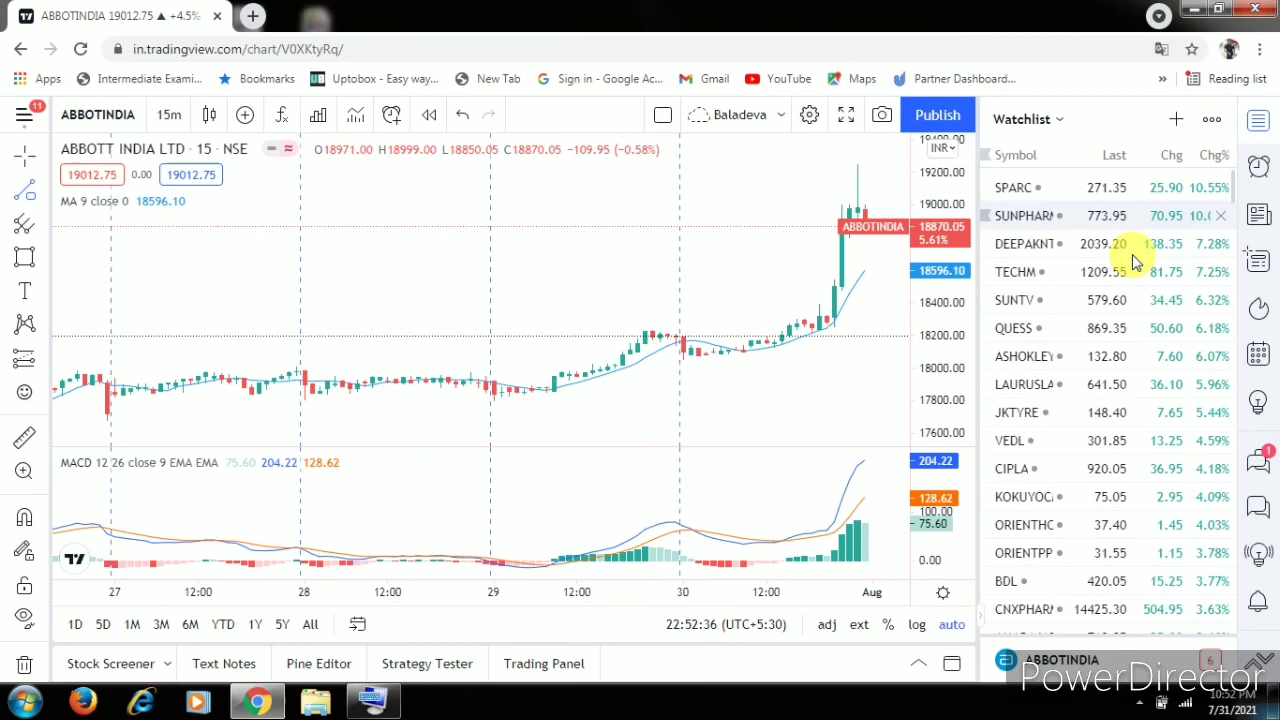 ABBOTINDIA 19012.75 ▲ +4.5%
in.tradingview.com/chart/V0XKtyRq/
Apps Intermediate Exami... Bookmarks Uptobox - Easy way... New Tab Sign in - Google Ac... Gmail YouTube Maps Partner Dashboard... » Reading list
11 ABBOTINDIA 15m Baladeva Publish
Watchlist
ABBOTT INDIA LTD · 15 · NSE O18971.00 H18999.00 L18850.05 C18870.05 −109.95 (−0.58%)
19012.75 0.00 19012.75
MA 9 close 0 18596.10
19400.00
INR
19200.00
19000.00
ABBOTINDIA 18870.05
5.61%
18596.10
18400.00
18200.00
18000.00
17800.00
17600.00
MACD 12 26 close 9 EMA EMA 75.60 204.22 128.62
204.22
128.62
100.00
75.60
0.00
27 12:00 28 12:00 29 12:00 30 12:00 Aug
1D 5D 1M 3M 6M YTD 1Y 5Y All 22:52:36 (UTC+5:30) adj ext % log auto
Stock Screener Text Notes Pine Editor Strategy Tester Trading Panel
Symbol Last Chg Chg%
SPARC 271.35 25.90 10.55%
SUNPHARM 773.95 70.95 10.0
DEEPAKNT 2039.20 138.35 7.28%
TECHM 1209.55 81.75 7.25%
SUNTV 579.60 34.45 6.32%
QUESS 869.35 50.60 6.18%
ASHOKLEY 132.80 7.60 6.07%
LAURUSLA 641.50 36.10 5.96%
JKTYRE 148.40 7.65 5.44%
VEDL 301.85 13.25 4.59%
CIPLA 920.05 36.95 4.18%
KOKUYOC 75.05 2.95 4.09%
ORIENTHO 37.40 1.45 4.03%
ORIENTPP 31.55 1.15 3.78%
BDL 420.05 15.25 3.77%
CNXPHARM 14425.30 504.95 3.63%
ABBOTINDIA 6
1
PowerDirector
10:52 PM
7/31/2021